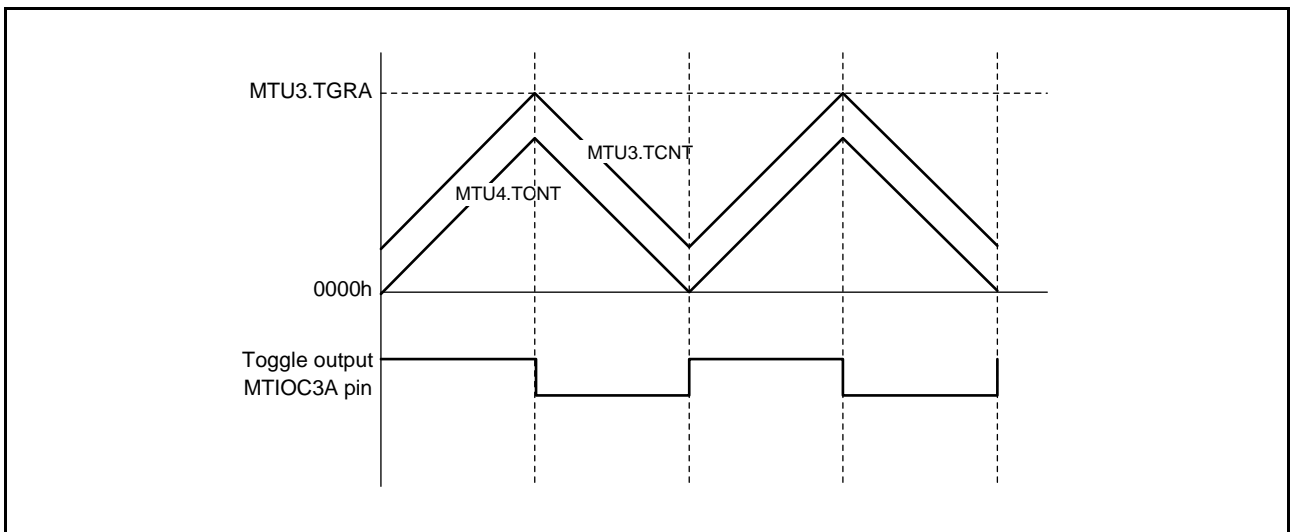 MTU3.TGRA
MTU3.TCNT
MTU4.TCNT
0000h
Toggle output
MTIOC3A pin